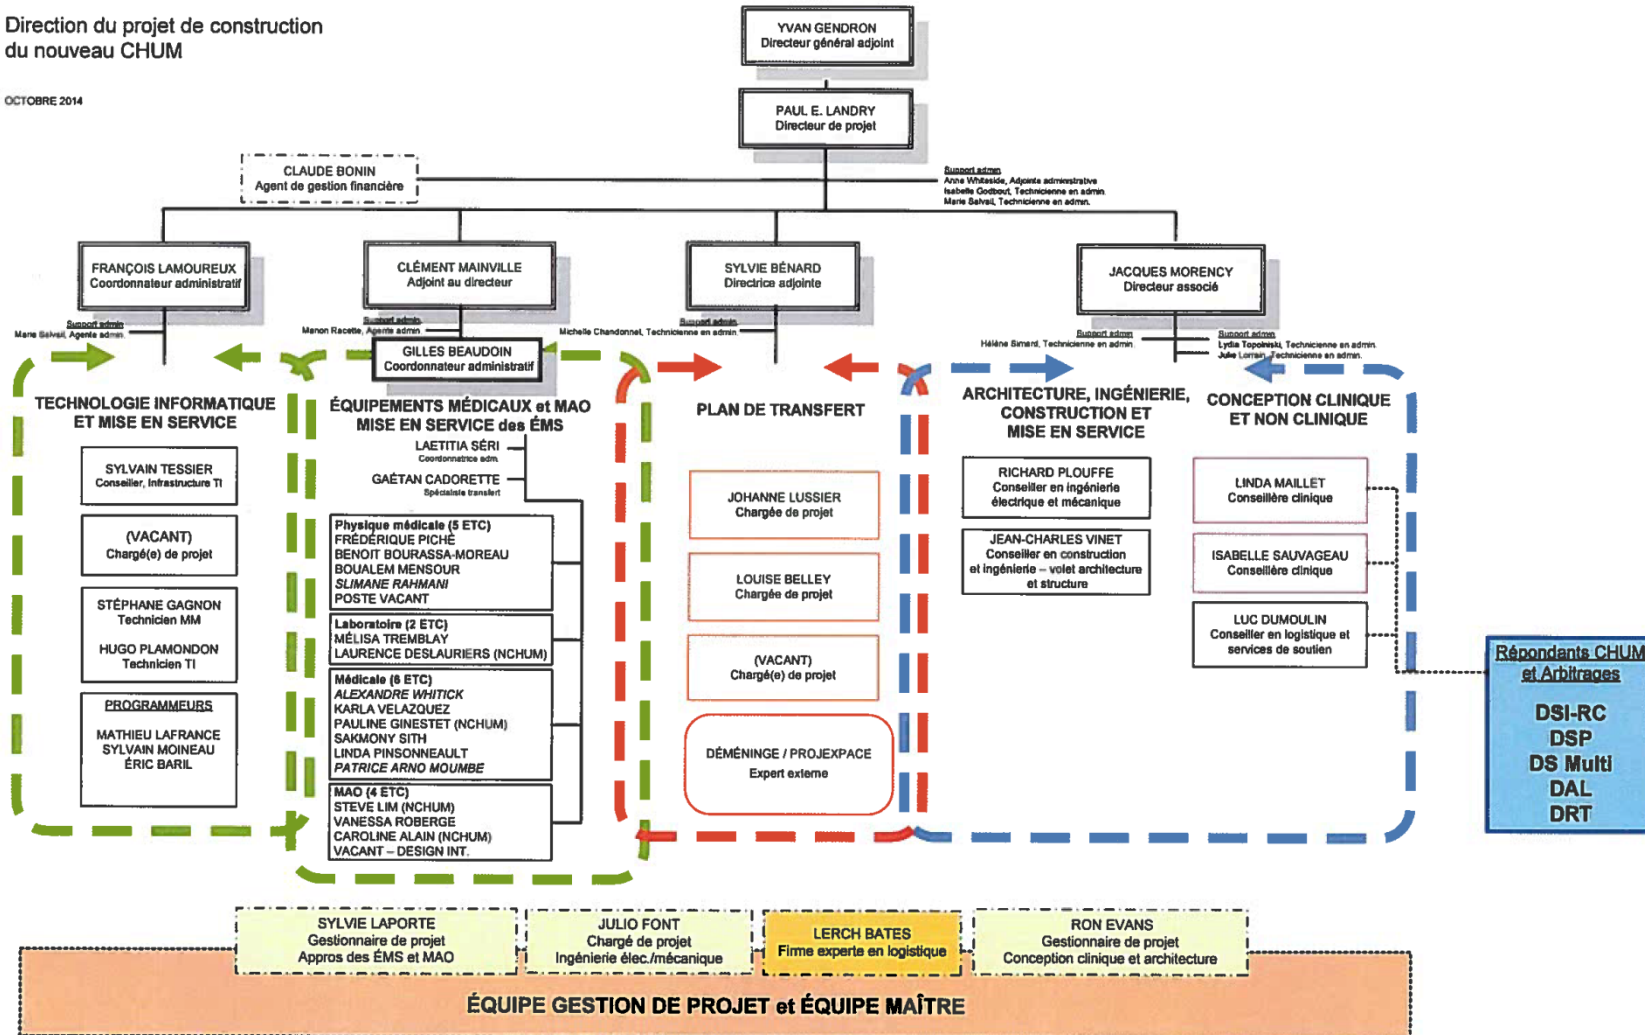 Direction du projet de construction
du nouveau CHUM
OCTOBRE 2014
YVAN GENDRON
Directeur général adjoint
PAUL E. LANDRY
Directeur de projet
CLAUDE BONIN
Agent de gestion financière
Support admin
Anne Whiteside, Adjointe administrative
Isabelle Godbout, Technicienne en admin.
Marie Salvail, Technicienne en admin.
FRANÇOIS LAMOUREUX
Coordonnateur administratif
Support admin
Marie Salvail, Agente admin.
CLÉMENT MAINVILLE
Adjoint au directeur
Support admin
Manon Racette, Agente admin
GILLES BEAUDOIN
Coordonnateur administratif
SYLVIE BÉNARD
Directrice adjointe
Support admin
Michelle Chandonnet, Technicienne en admin.
JACQUES MORENCY
Directeur associé
Support admin
Hélène Simard, Technicienne en admin.
Support admin
Lydia Topolniski, Technicienne en admin.
Julie Lorrain, Technicienne en admin.
TECHNOLOGIE INFORMATIQUE
ET MISE EN SERVICE
SYLVAIN TESSIER
Conseiller, Infrastructure TI
(VACANT)
Chargé(e) de projet
STÉPHANE GAGNON
Technicien MM
HUGO PLAMONDON
Technicien TI
PROGRAMMEURS
MATHIEU LAFRANCE
SYLVAIN MOINEAU
ÉRIC BARIL
ÉQUIPEMENTS MÉDICAUX et MAO
MISE EN SERVICE des ÉMS
LAETITIA SÉRI
Coordonnatrice adm.
GAÉTAN CADORETTE
Spécialiste transfert
Physique médicale (5 ETC)
FRÉDÉRIQUE PICHÉ
BENOIT BOURASSA-MOREAU
BOUALEM MENSOUR
SLIMANE RAHMANI
POSTE VACANT
Laboratoire (2 ETC)
MÉLISA TREMBLAY
LAURENCE DESLAURIERS (NCHUM)
Médicale (6 ETC)
ALEXANDRE WHITICK
KARLA VELAZQUEZ
PAULINE GINESTET (NCHUM)
SAKMONY SITH
LINDA PINSONNEAULT
PATRICE ARNO MOUMBE
MAO (4 ETC)
STEVE LIM (NCHUM)
VANESSA ROBERGE
CAROLINE ALAIN (NCHUM)
VACANT – DESIGN INT.
PLAN DE TRANSFERT
JOHANNE LUSSIER
Chargée de projet
LOUISE BELLEY
Chargée de projet
(VACANT)
Chargé(e) de projet
DÉMÉNINGE / PROJEXPACE
Expert externe
ARCHITECTURE, INGÉNIERIE,
CONSTRUCTION ET
MISE EN SERVICE
RICHARD PLOUFFE
Conseiller en ingénierie
électrique et mécanique
JEAN-CHARLES VINET
Conseiller en construction
et ingénierie – volet architecture
et structure
CONCEPTION CLINIQUE
ET NON CLINIQUE
LINDA MAILLET
Conseillère clinique
ISABELLE SAUVAGEAU
Conseillère clinique
LUC DUMOULIN
Conseiller en logistique et
services de soutien
Répondants CHUM
et Arbitrages
DSI-RC
DSP
DS Multi
DAL
DRT
SYLVIE LAPORTE
Gestionnaire de projet
Appros des ÉMS et MAO
JULIO FONT
Chargé de projet
Ingénierie élec./mécanique
LERCH BATES
Firme experte en logistique
RON EVANS
Gestionnaire de projet
Conception clinique et architecture
ÉQUIPE GESTION DE PROJET et ÉQUIPE MAÎTRE